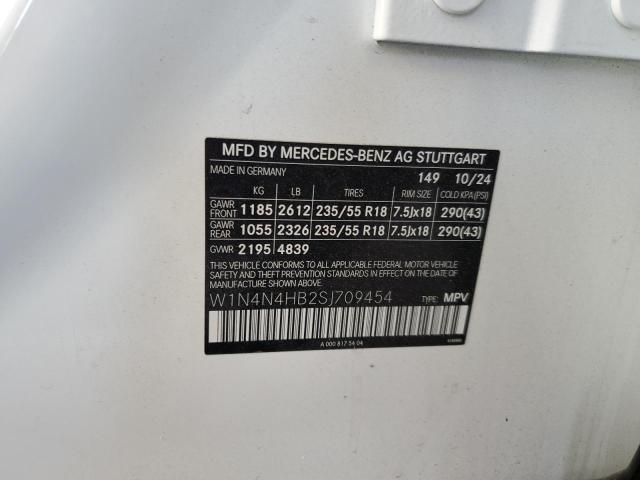 MFD BY MERCEDES-BENZ AG STUTTGART
MADE IN GERMANY 149 10/24
KG LB TIRES RIM SIZE COLD KPA(PSI)
GAWR FRONT 1185 2612 235/55 R18 7.5Jx18 290(43)
GAWR REAR 1055 2326 235/55 R18 7.5Jx18 290(43)
GVWR 2195 4839
THIS VEHICLE CONFORMS TO ALL APPLICABLE FEDERAL MOTOR VEHICLE
SAFETY, BUMPER, AND THEFT PREVENTION STANDARDS IN EFFECT ON THE DATE
OF MANUFACTURE SHOWN ABOVE.
W1N4N4HB2SJ709454 TYPE: MPV
A 000 817 54 04